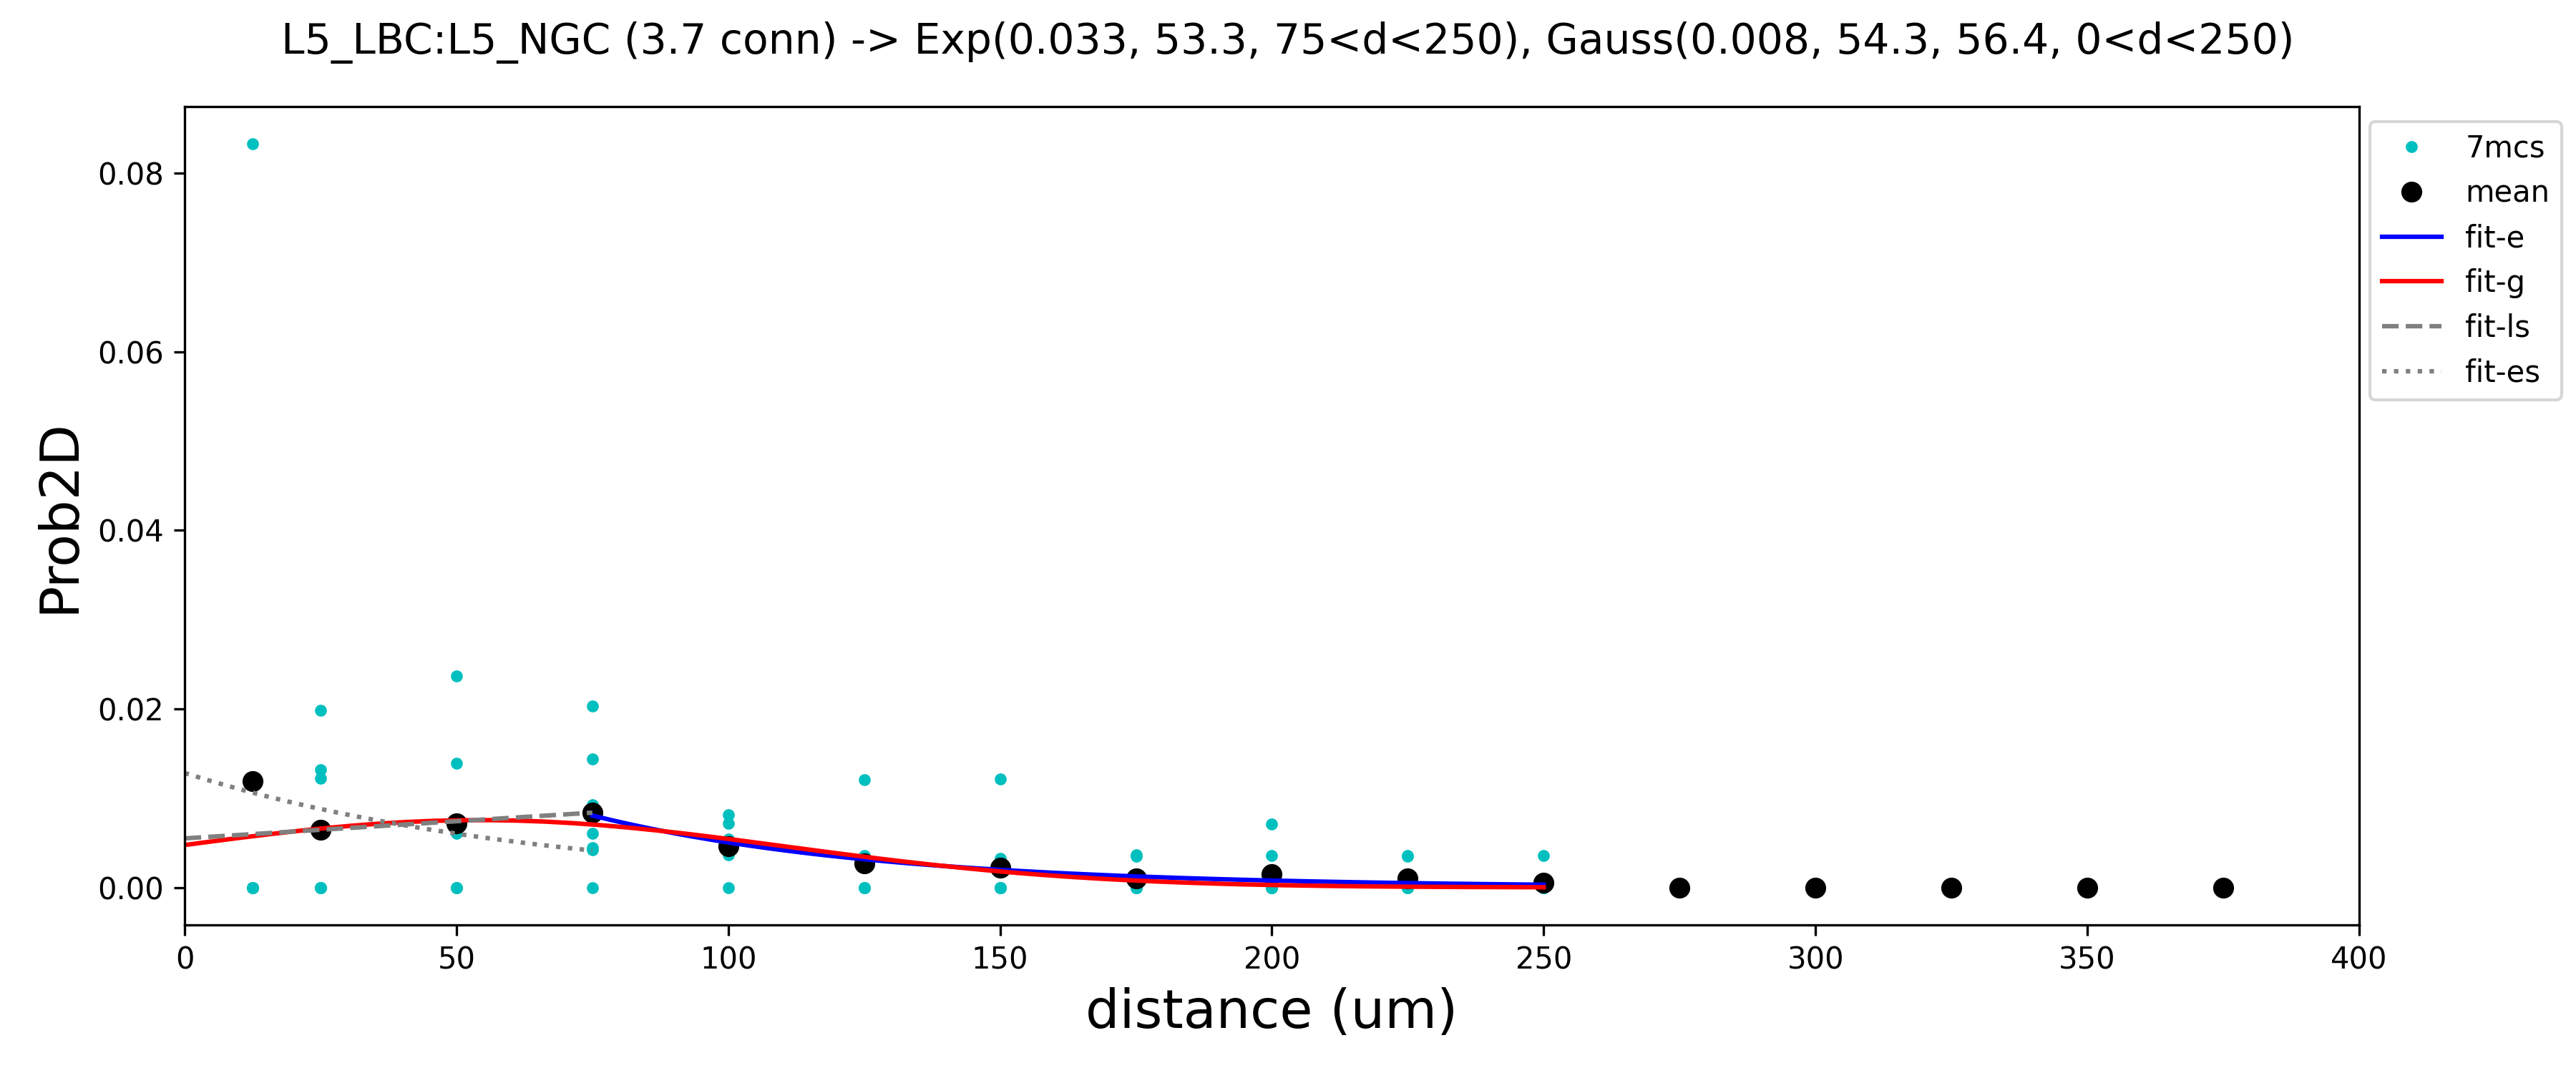 L5_LBC:L5_NGC (3.7 conn) -> Exp(0.033, 53.3, 75<d<250), Gauss(0.008, 54.3, 56.4, 0<d<250)
7mcs
mean
fit-e
fit-g
fit-ls
fit-es
Prob2D
0.08
0.06
0.04
0.02
0.00
0 50 100 150 200 250 300 350 400
distance (um)